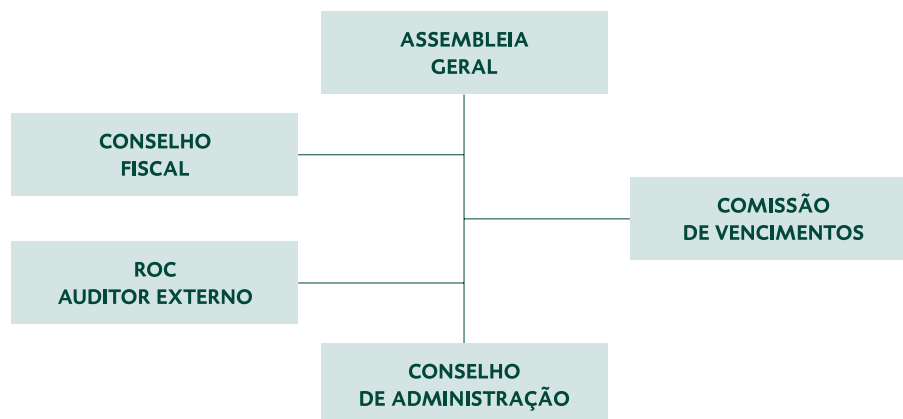 ASSEMBLEIA
GERAL
CONSELHO
FISCAL
COMISSÃO
DE VENCIMENTOS
ROC
AUDITOR EXTERNO
CONSELHO
DE ADMINISTRAÇÃO